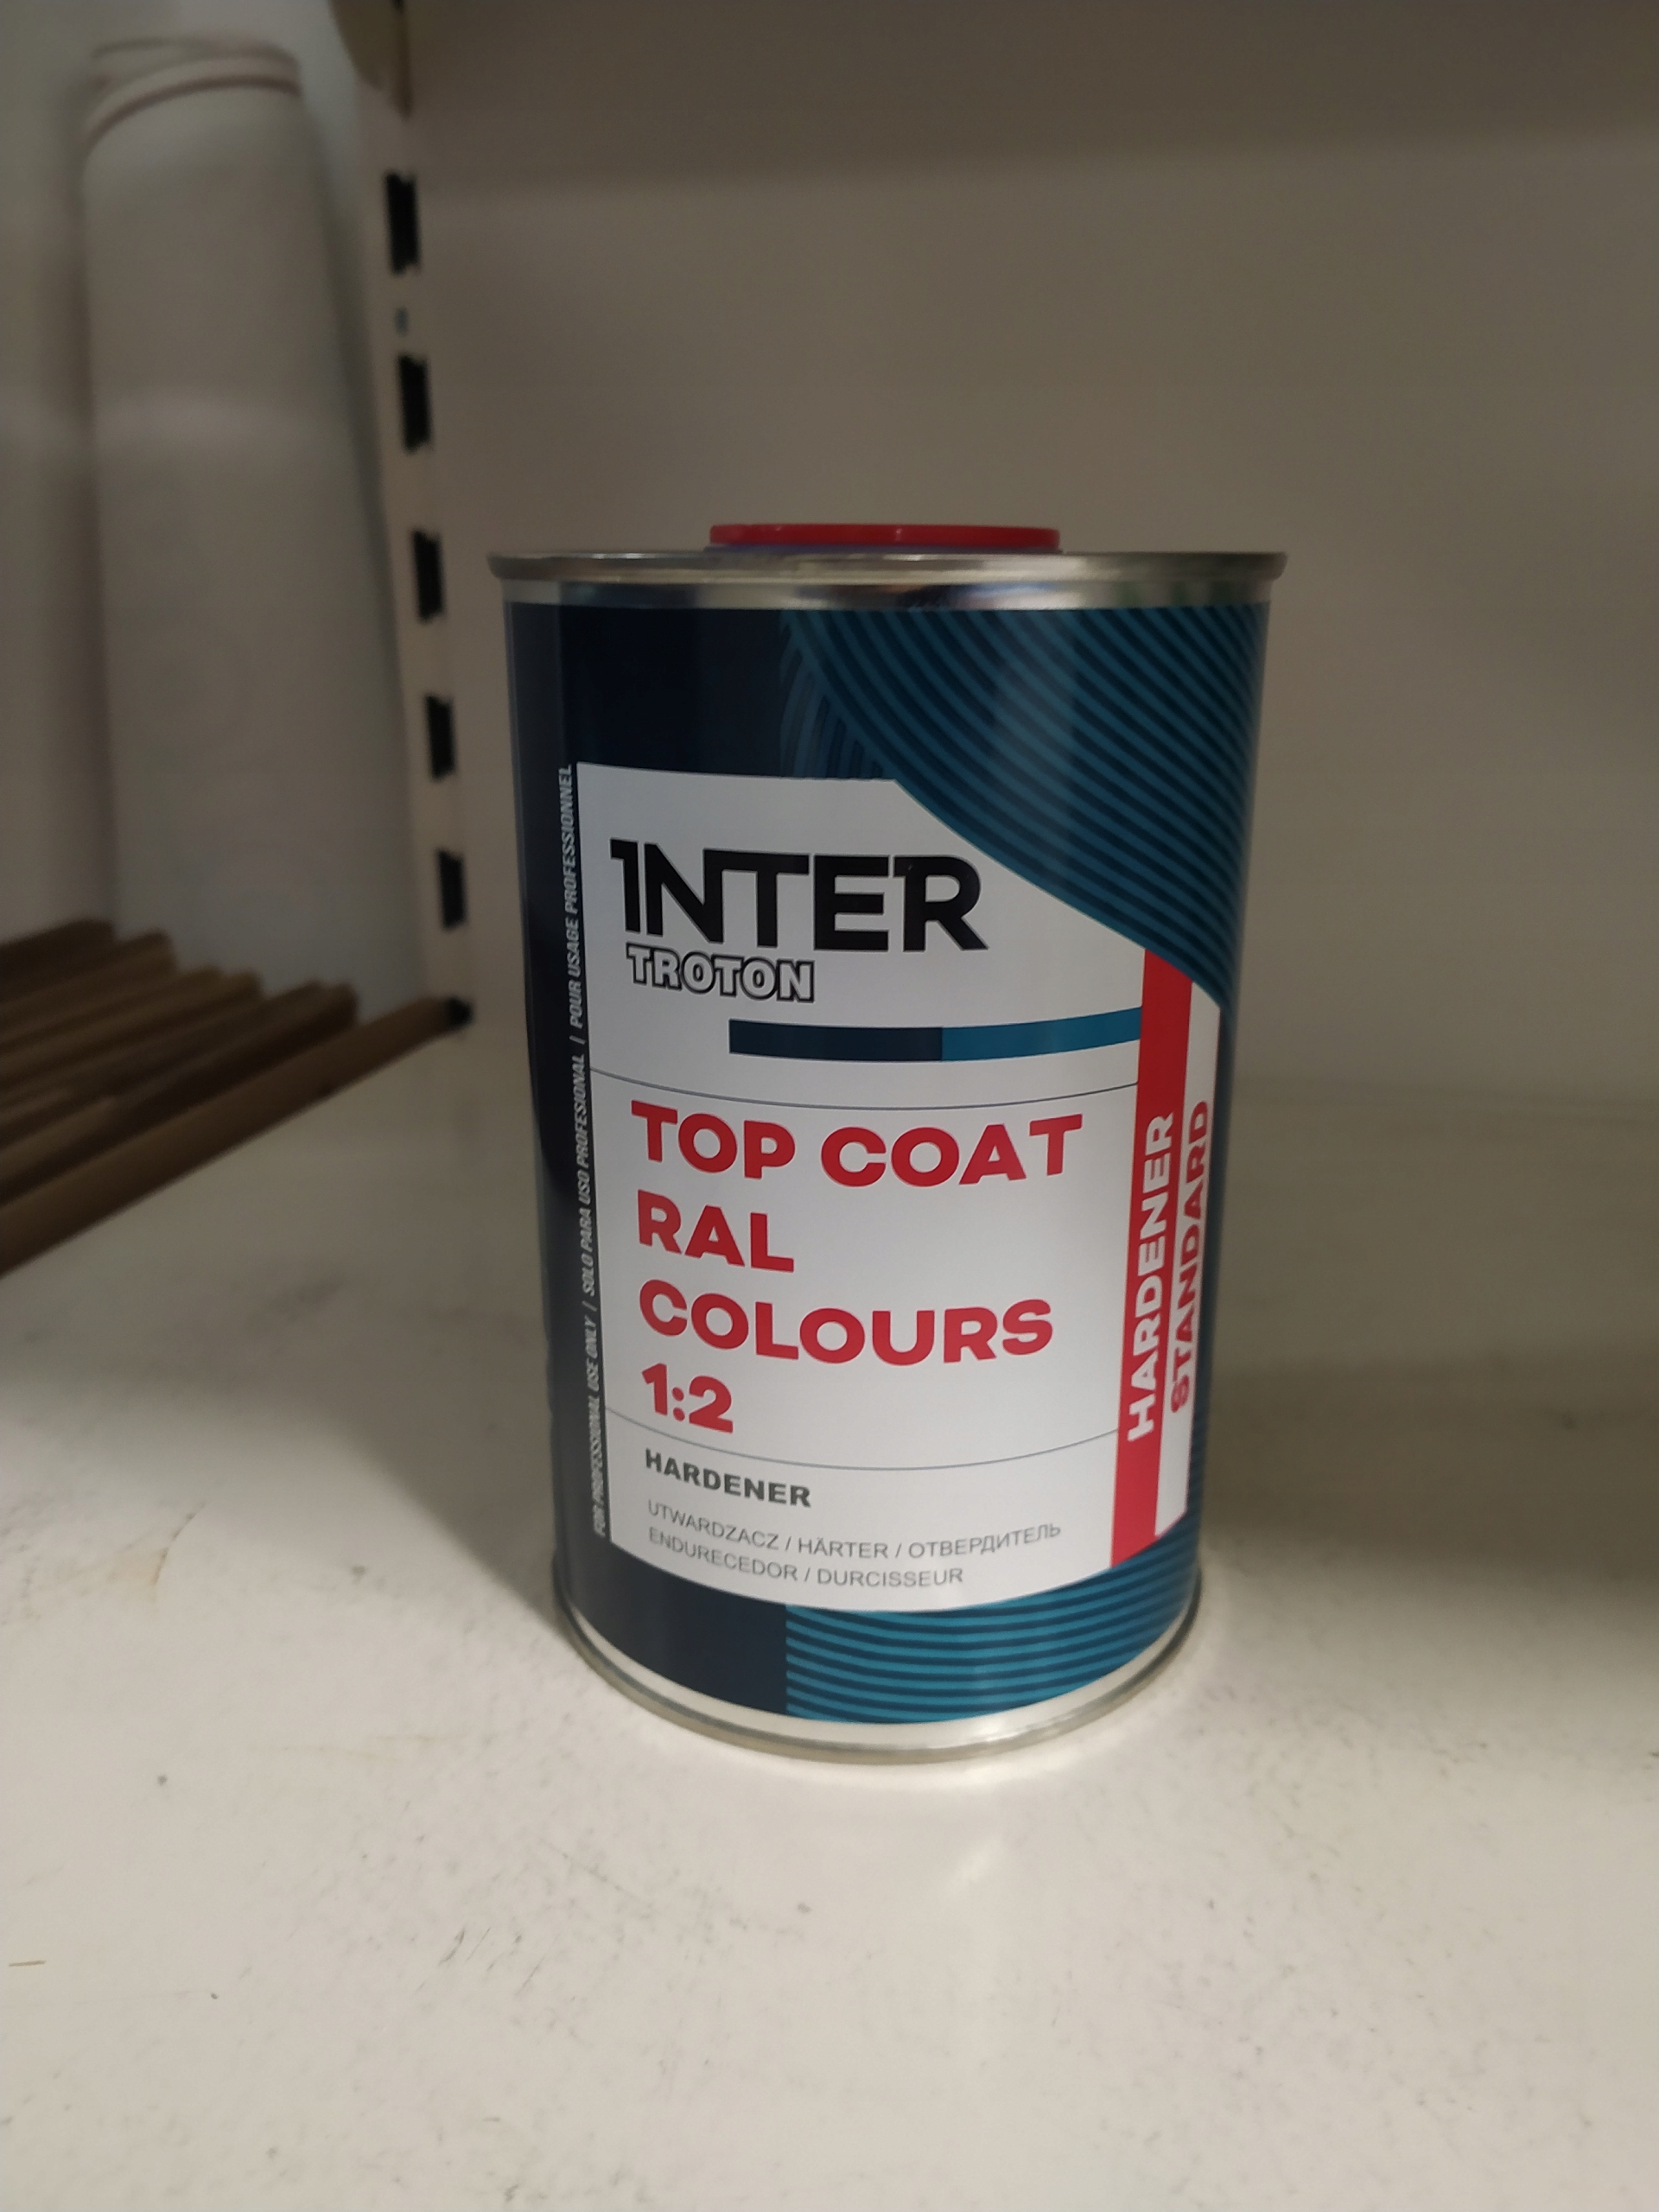 INTER
TROTON
TOP COAT
RAL
COLOURS
1:2
HARDENER
UTWARDZACZ / HÄRTER / ОТВЕРДИТЕЛЬ
ENDURECEDOR / DURCISSEUR
HARDENER
STANDARD
FOR PROFESSIONAL USE ONLY | SOLO PARA USO PROFESIONAL | POUR USAGE PROFESSIONNEL